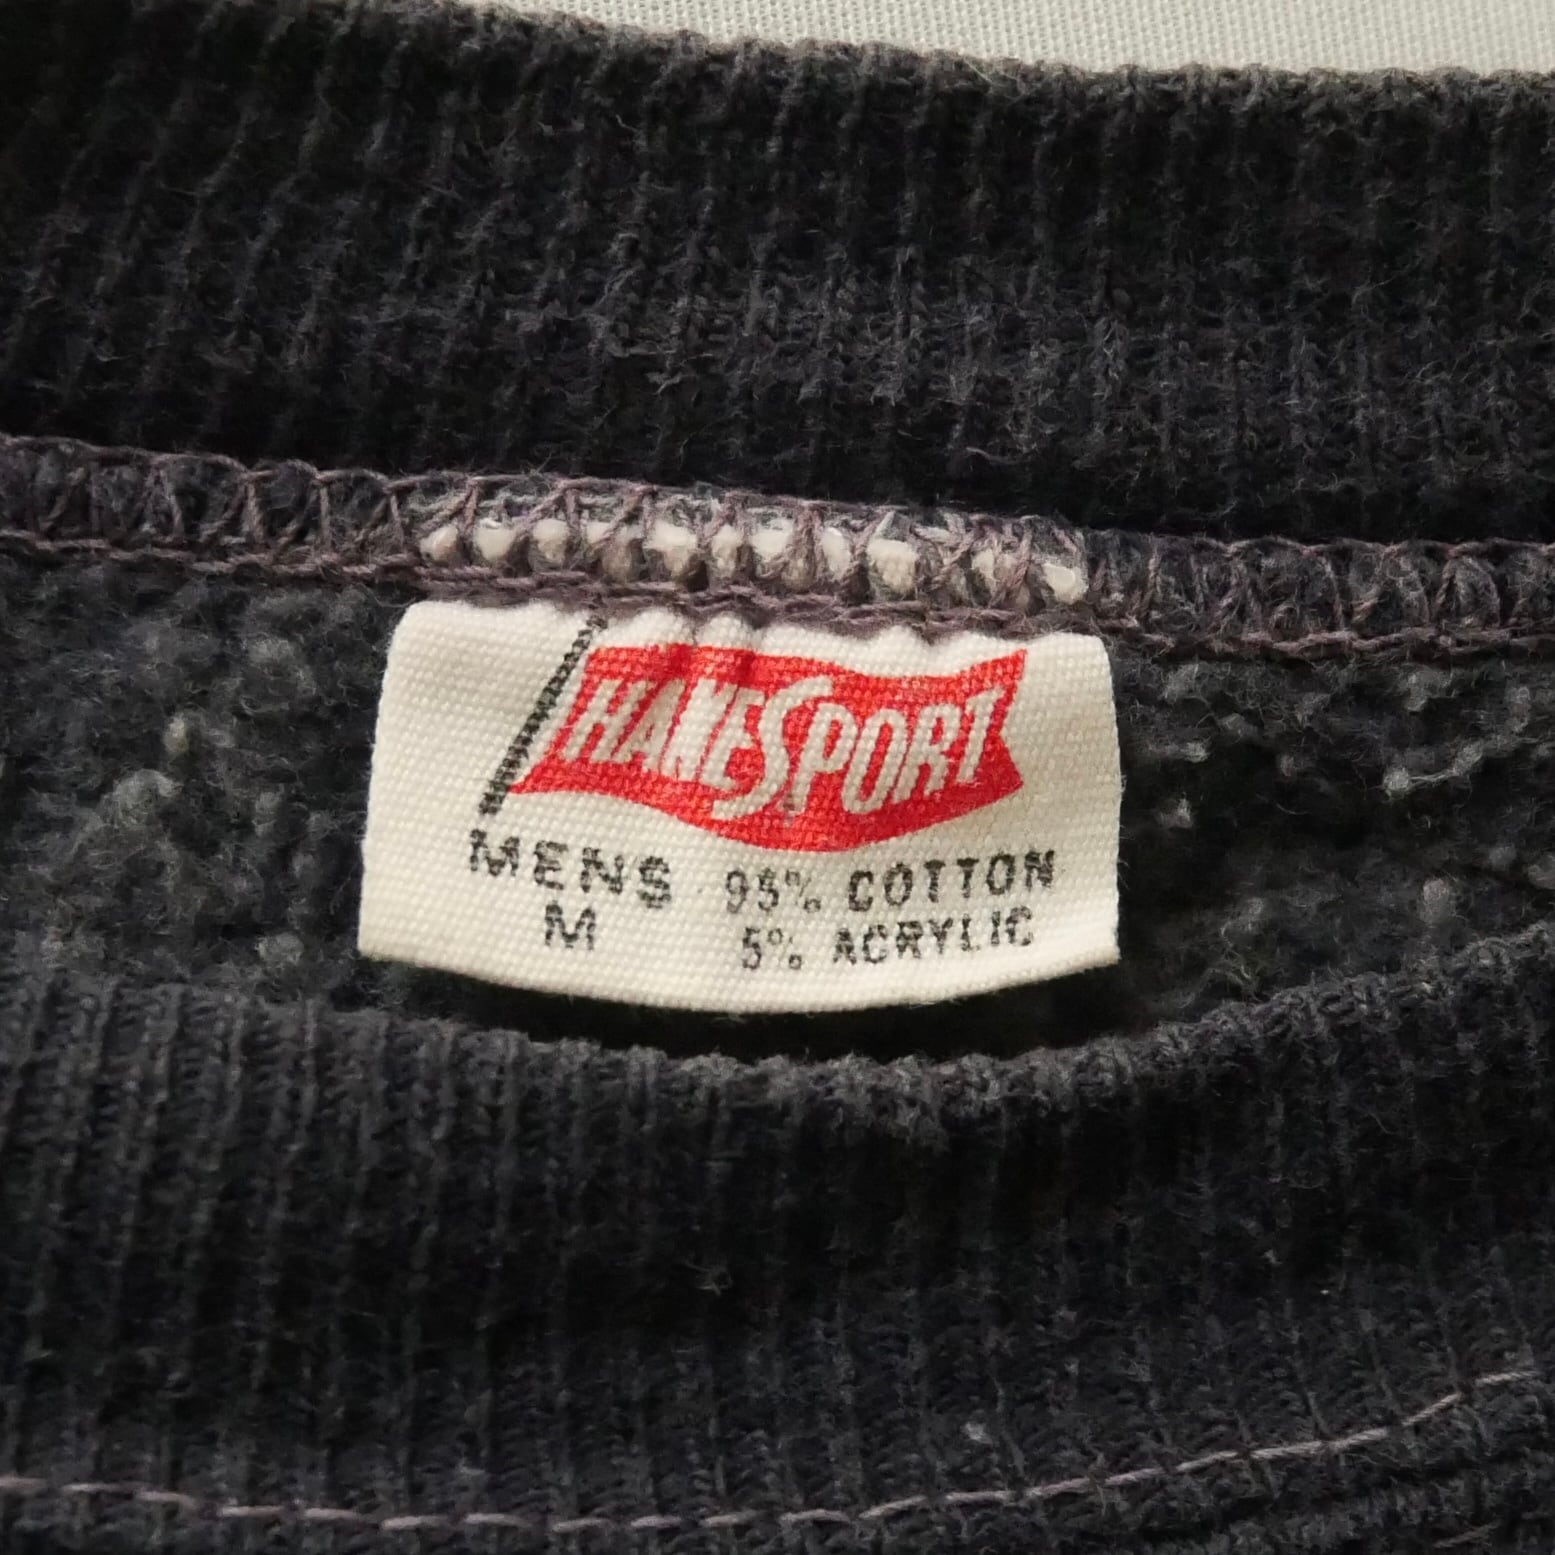 HANESPORT
MENS 95% COTTON
M 5% ACRYLIC